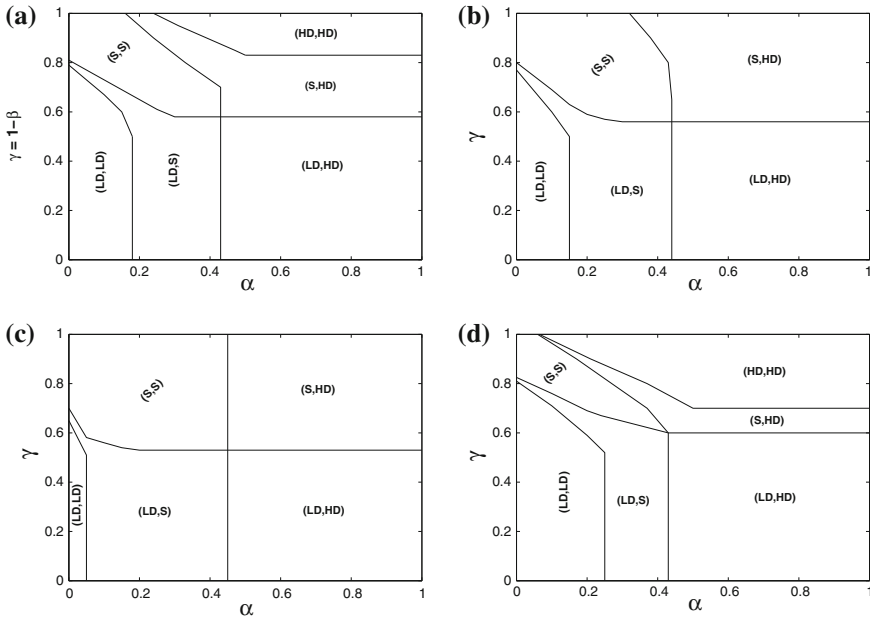 (a)
1
0.8
0.6
0.4
0.2
0
γ = 1−β
(HD,HD)
(S,S)
(S,HD)
(LD,LD)
(LD,S)
(LD,HD)
0
0.2
0.4
0.6
0.8
1
α
(b)
1
0.8
0.6
0.4
0.2
0
γ
(S,S)
(S,HD)
(LD,LD)
(LD,S)
(LD,HD)
0
0.2
0.4
0.6
0.8
1
α
(c)
1
0.8
0.6
0.4
0.2
0
γ
(S,S)
(S,HD)
(LD,LD)
(LD,S)
(LD,HD)
0
0.2
0.4
0.6
0.8
1
α
(d)
1
0.8
0.6
0.4
0.2
0
γ
(HD,HD)
(S,S)
(S,HD)
(LD,LD)
(LD,S)
(LD,HD)
0
0.2
0.4
0.6
0.8
1
α